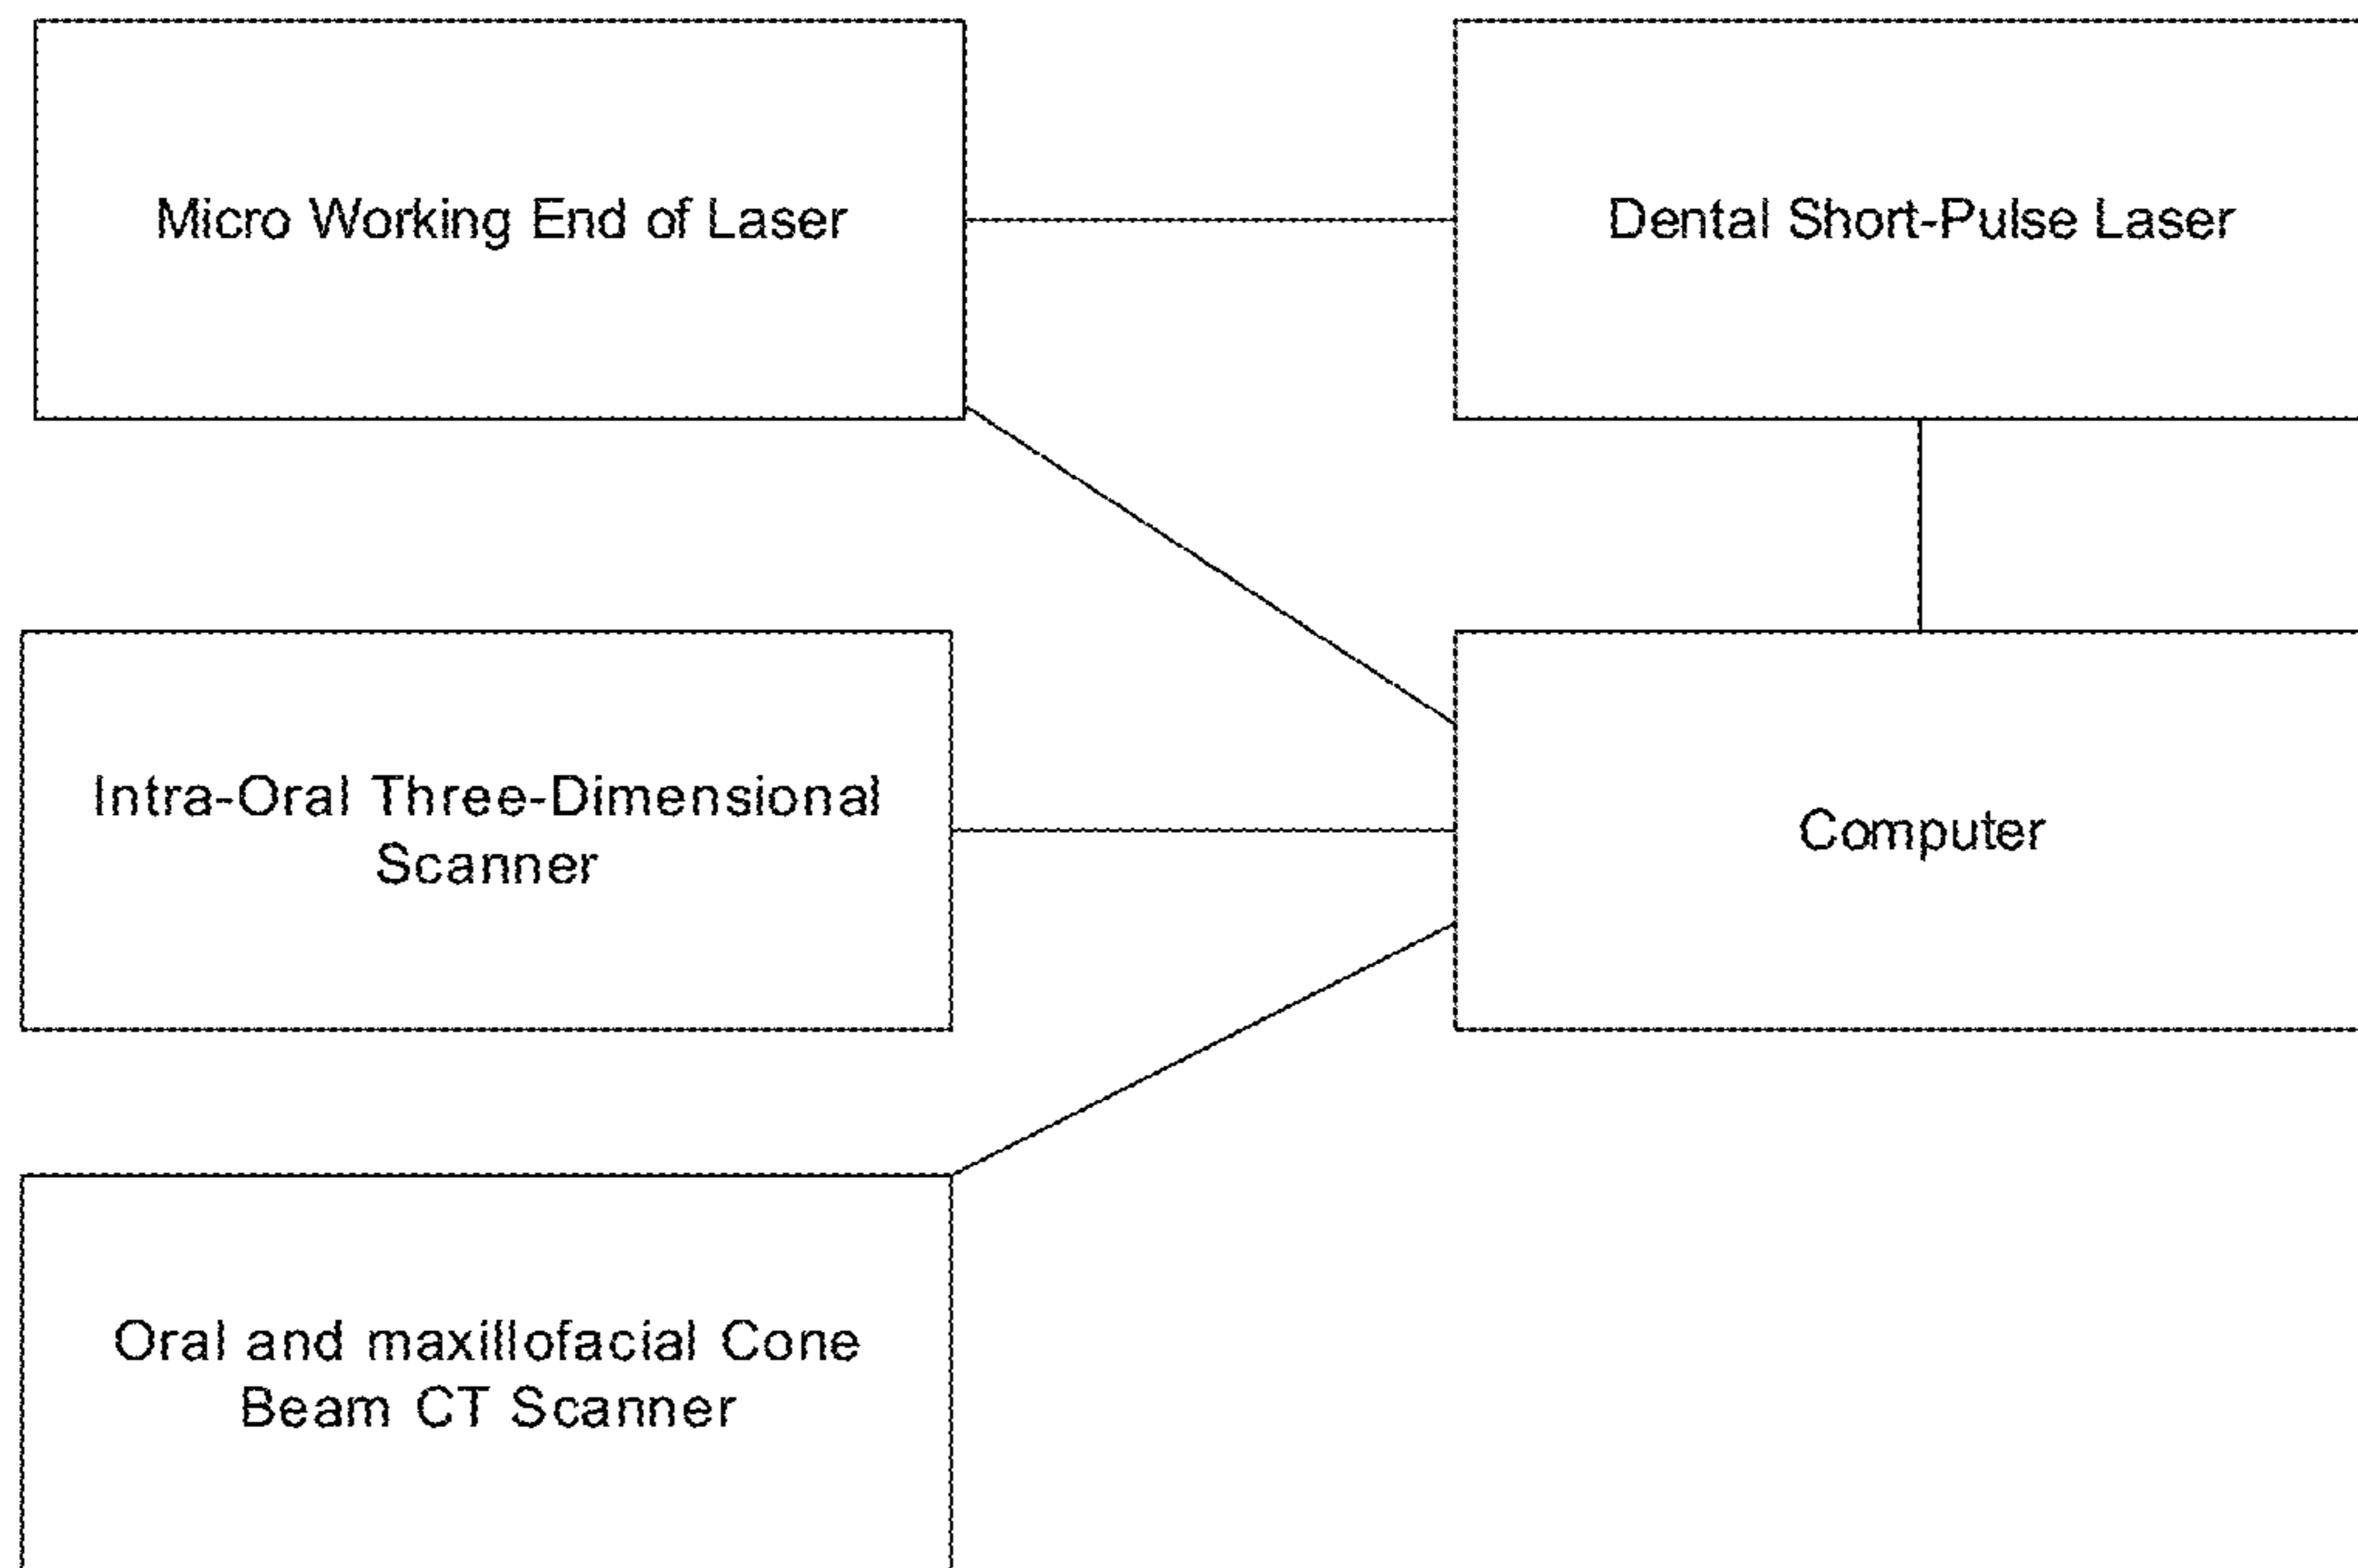 Micro Working End of Laser
Dental Short-Pulse Laser
Intra-Oral Three-Dimensional
Scanner
Computer
Oral and maxillofacial Cone
Beam CT Scanner